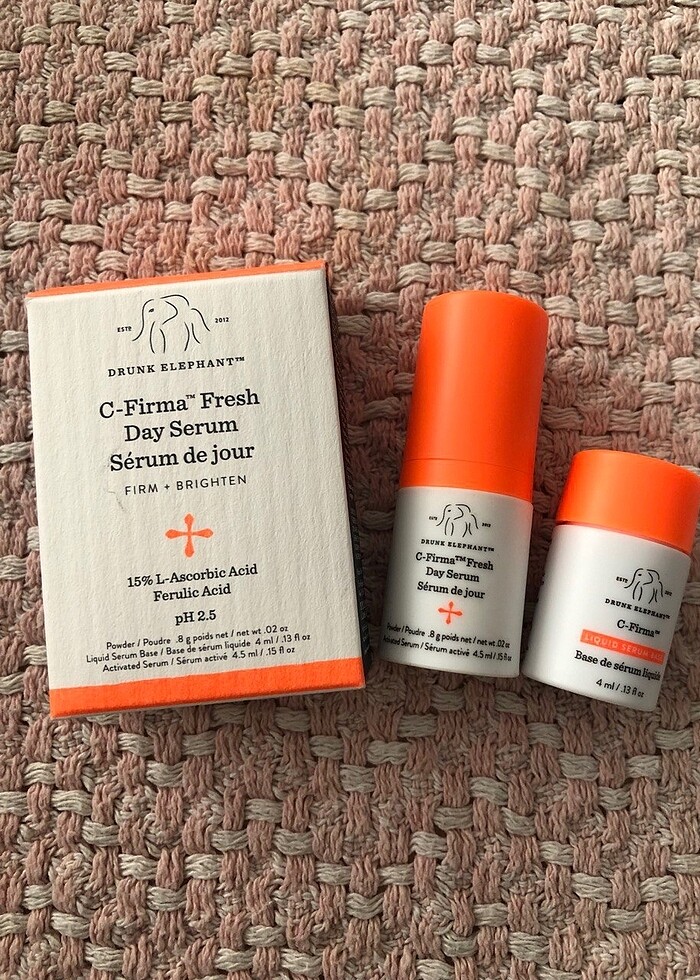 ESTD 2012
DRUNK ELEPHANT™
C-Firma™ Fresh
Day Serum
Sérum de jour
FIRM + BRIGHTEN
15% L-Ascorbic Acid
Ferulic Acid
pH 2.5
Powder / Poudre .8 g poids net / net wt .02 oz
Liquid Serum Base / Base de sérum liquide 4 ml / .13 fl oz
Activated Serum / Sérum activé 4.5 ml / .15 fl oz
ESTD 2012
DRUNK ELEPHANT™
C-Firma™ Fresh
Day Serum
Sérum de jour
Powder / Poudre .8 g poids net / net wt .02 oz
Activated Serum / Sérum activé 4.5 ml / .15 fl oz
ESTD 2012
DRUNK ELEPHANT™
C-Firma™
LIQUID SERUM
Base de sérum liquide
4 ml / .13 fl oz